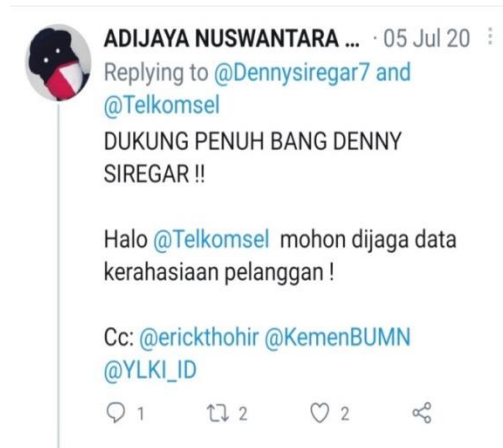 ADIJAYA NUSWANTARA ... · 05 Jul 20
Replying to @Dennysiregar7 and
@Telkomsel
DUKUNG PENUH BANG DENNY
SIREGAR !!
Halo @Telkomsel mohon dijaga data
kerahasiaan pelanggan !
Cc: @erickthohir @KemenBUMN
@YLKI_ID
1 2 2